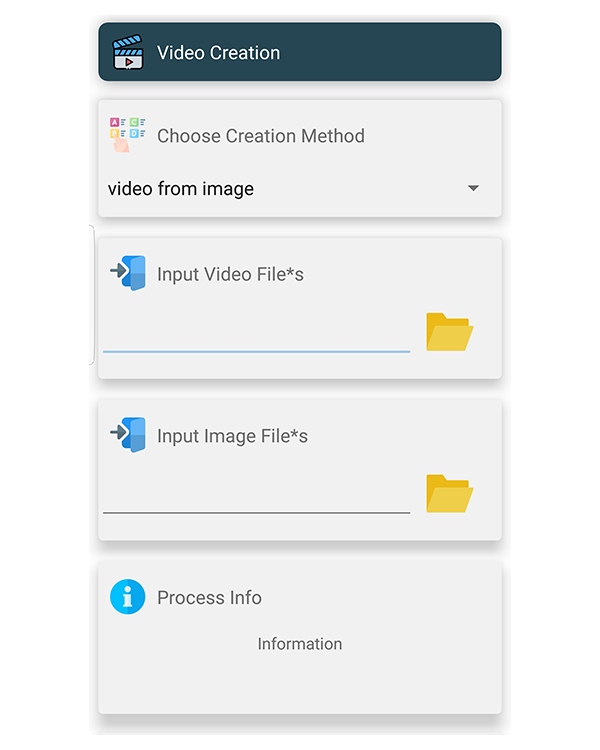 Video Creation
Choose Creation Method
video from image
Input Video File*s
Input Image File*s
Process Info
Information